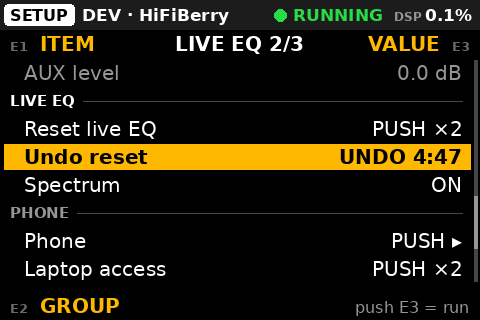 SETUP DEV · HiFiBerry RUNNING DSP 0.1%
E1 ITEM LIVE EQ 2/3 VALUE E3
AUX level 0.0 dB
LIVE EQ
Reset live EQ PUSH ×2
Undo reset UNDO 4:47
Spectrum ON
PHONE
Phone PUSH ▸
Laptop access PUSH ×2
E2 GROUP push E3 = run